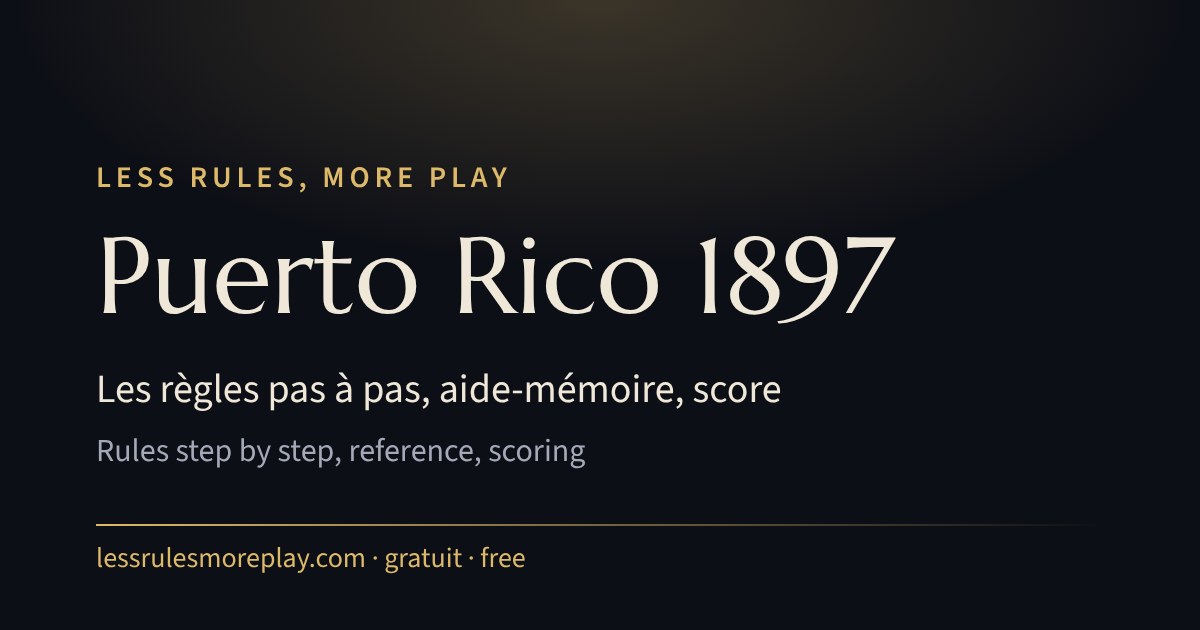 LESS RULES, MORE PLAY
Puerto Rico 1897
Les règles pas à pas, aide-mémoire, score
Rules step by step, reference, scoring
lessrulesmoreplay.com · gratuit · free